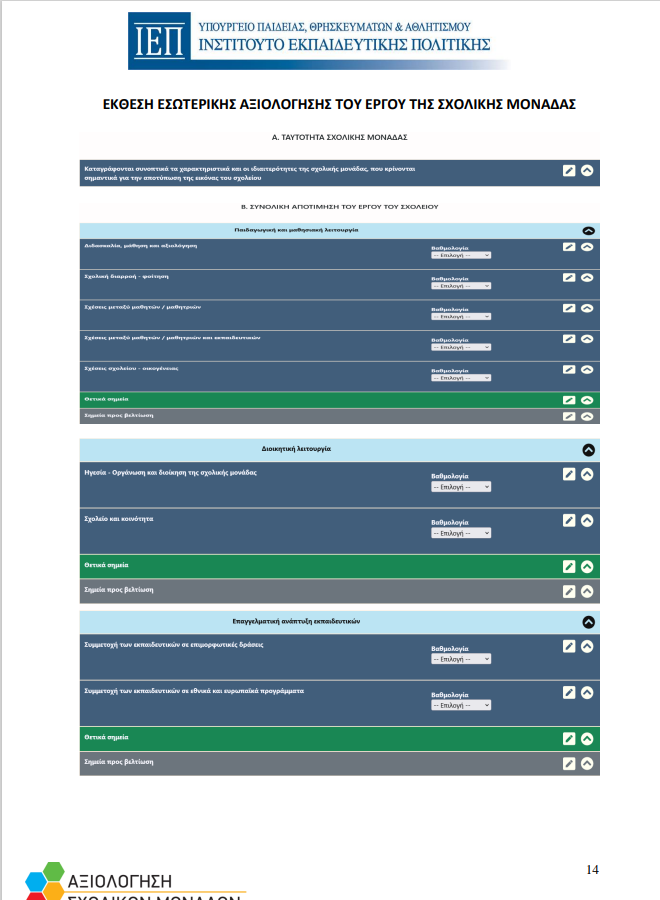 ΙΕΠ
ΥΠΟΥΡΓΕΙΟ ΠΑΙΔΕΙΑΣ, ΘΡΗΣΚΕΥΜΑΤΩΝ & ΑΘΛΗΤΙΣΜΟΥ
ΙΝΣΤΙΤΟΥΤΟ ΕΚΠΑΙΔΕΥΤΙΚΗΣ ΠΟΛΙΤΙΚΗΣ
ΕΚΘΕΣΗ ΕΣΩΤΕΡΙΚΗΣ ΑΞΙΟΛΟΓΗΣΗΣ ΤΟΥ ΕΡΓΟΥ ΤΗΣ ΣΧΟΛΙΚΗΣ ΜΟΝΑΔΑΣ
Α. ΤΑΥΤΟΤΗΤΑ ΣΧΟΛΙΚΗΣ ΜΟΝΑΔΑΣ
Καταγράφονται συνοπτικά τα χαρακτηριστικά και οι ιδιαιτερότητες της σχολικής μονάδας, που κρίνονται
σημαντικά για την αποτύπωση της εικόνας του σχολείου
Β. ΣΥΝΟΛΙΚΗ ΑΠΟΤΙΜΗΣΗ ΤΟΥ ΕΡΓΟΥ ΤΟΥ ΣΧΟΛΕΙΟΥ
Παιδαγωγική και μαθησιακή λειτουργία
Διδασκαλία, μάθηση και αξιολόγηση
Βαθμολογία
-- Επιλογή --
Σχολική διαρροή - φοίτηση
Βαθμολογία
-- Επιλογή --
Σχέσεις μεταξύ μαθητών / μαθητριών
Βαθμολογία
-- Επιλογή --
Σχέσεις μεταξύ μαθητών / μαθητριών και εκπαιδευτικών
Βαθμολογία
-- Επιλογή --
Σχέσεις σχολείου - οικογένειας
Βαθμολογία
-- Επιλογή --
Θετικά σημεία
Σημεία προς βελτίωση
Διοικητική λειτουργία
Ηγεσία - Οργάνωση και διοίκηση της σχολικής μονάδας
Βαθμολογία
-- Επιλογή --
Σχολείο και κοινότητα
Βαθμολογία
-- Επιλογή --
Θετικά σημεία
Σημεία προς βελτίωση
Επαγγελματική ανάπτυξη εκπαιδευτικών
Συμμετοχή των εκπαιδευτικών σε επιμορφωτικές δράσεις
Βαθμολογία
-- Επιλογή --
Συμμετοχή των εκπαιδευτικών σε εθνικά και ευρωπαϊκά προγράμματα
Βαθμολογία
-- Επιλογή --
Θετικά σημεία
Σημεία προς βελτίωση
14
ΑΞΙΟΛΟΓΗΣΗ
ΣΧΟΛΙΚΩΝ ΜΟΝΑΔΩΝ